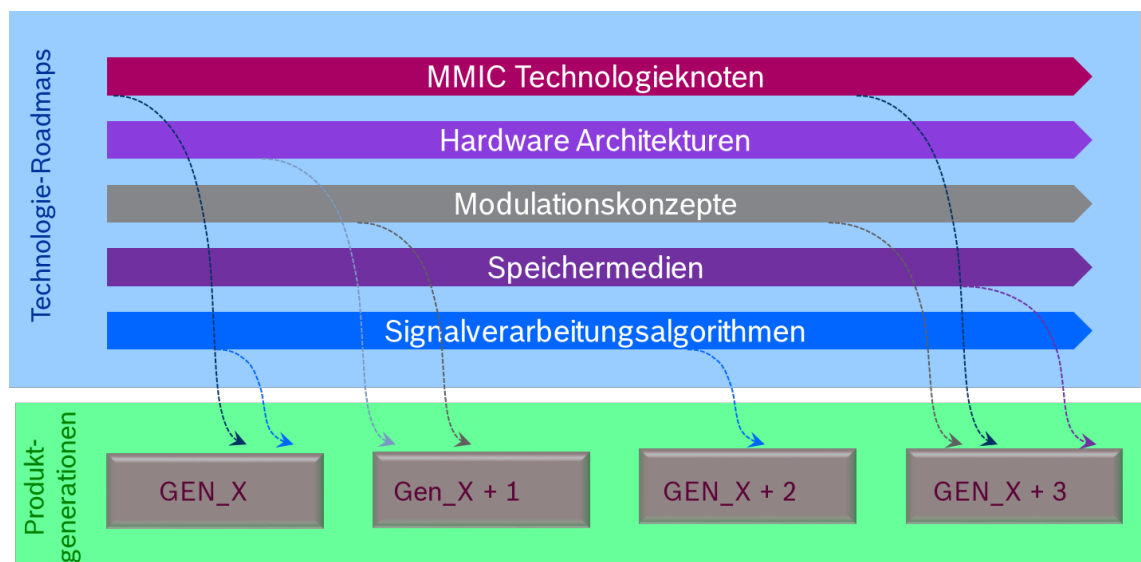 Technologie-Roadmaps
MMIC Technologieknoten
Hardware Architekturen
Modulationskonzepte
Speichermedien
Signalverarbeitungsalgorithmen
Produkt-
generationen
GEN_X
Gen_X + 1
GEN_X + 2
GEN_X + 3